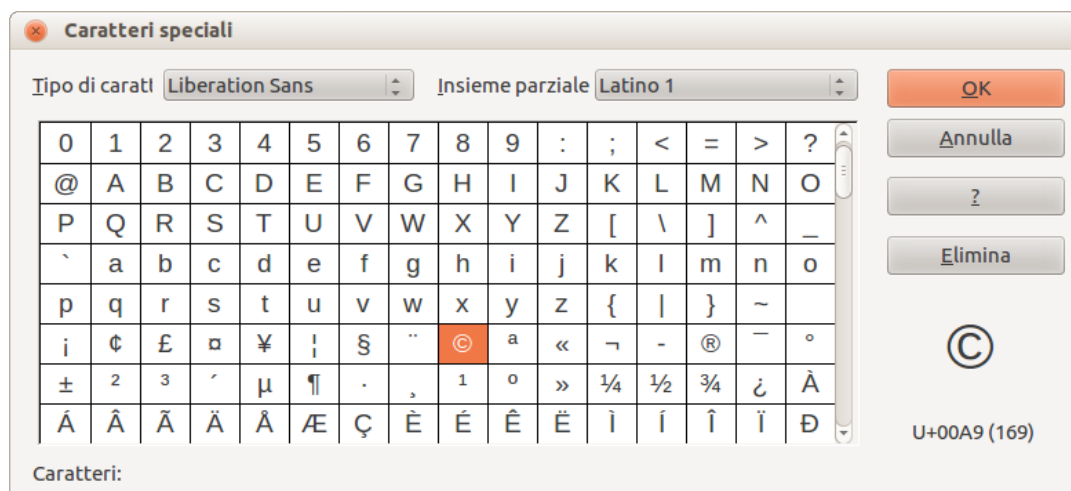 Caratteri speciali
Tipo di caratt Liberation Sans Insieme parziale Latino 1 OK
0 1 2 3 4 5 6 7 8 9 : ; < = > ?
Annulla
@ A B C D E F G H I J K L M N O
?
P Q R S T U V W X Y Z [ \ ] ^ _
Elimina
` a b c d e f g h i j k l m n o
p q r s t u v w x y z { | } ~
¡ ¢ £ ¤ ¥ ¦ § ¨ © ª « ¬ - ® ¯ °
©
± ² ³ ´ µ ¶ · ¸ ¹ º » ¼ ½ ¾ ¿ À
Á Â Ã Ä Å Æ Ç È É Ê Ë Ì Í Î Ï Ð
U+00A9 (169)
Caratteri: